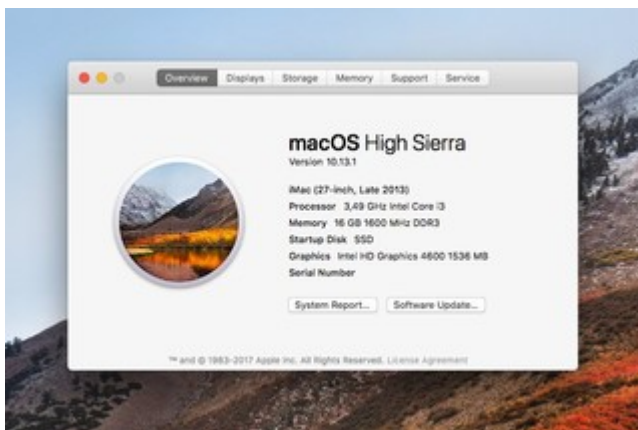 Overview Displays Storage Memory Support Service
macOS High Sierra
Version 10.13.1
iMac (27-inch, Late 2013)
Processor 3,49 GHz Intel Core i3
Memory 16 GB 1600 MHz DDR3
Startup Disk SSD
Graphics Intel HD Graphics 4600 1536 MB
Serial Number
System Report... Software Update...
™ and © 1983-2017 Apple Inc. All Rights Reserved. License Agreement